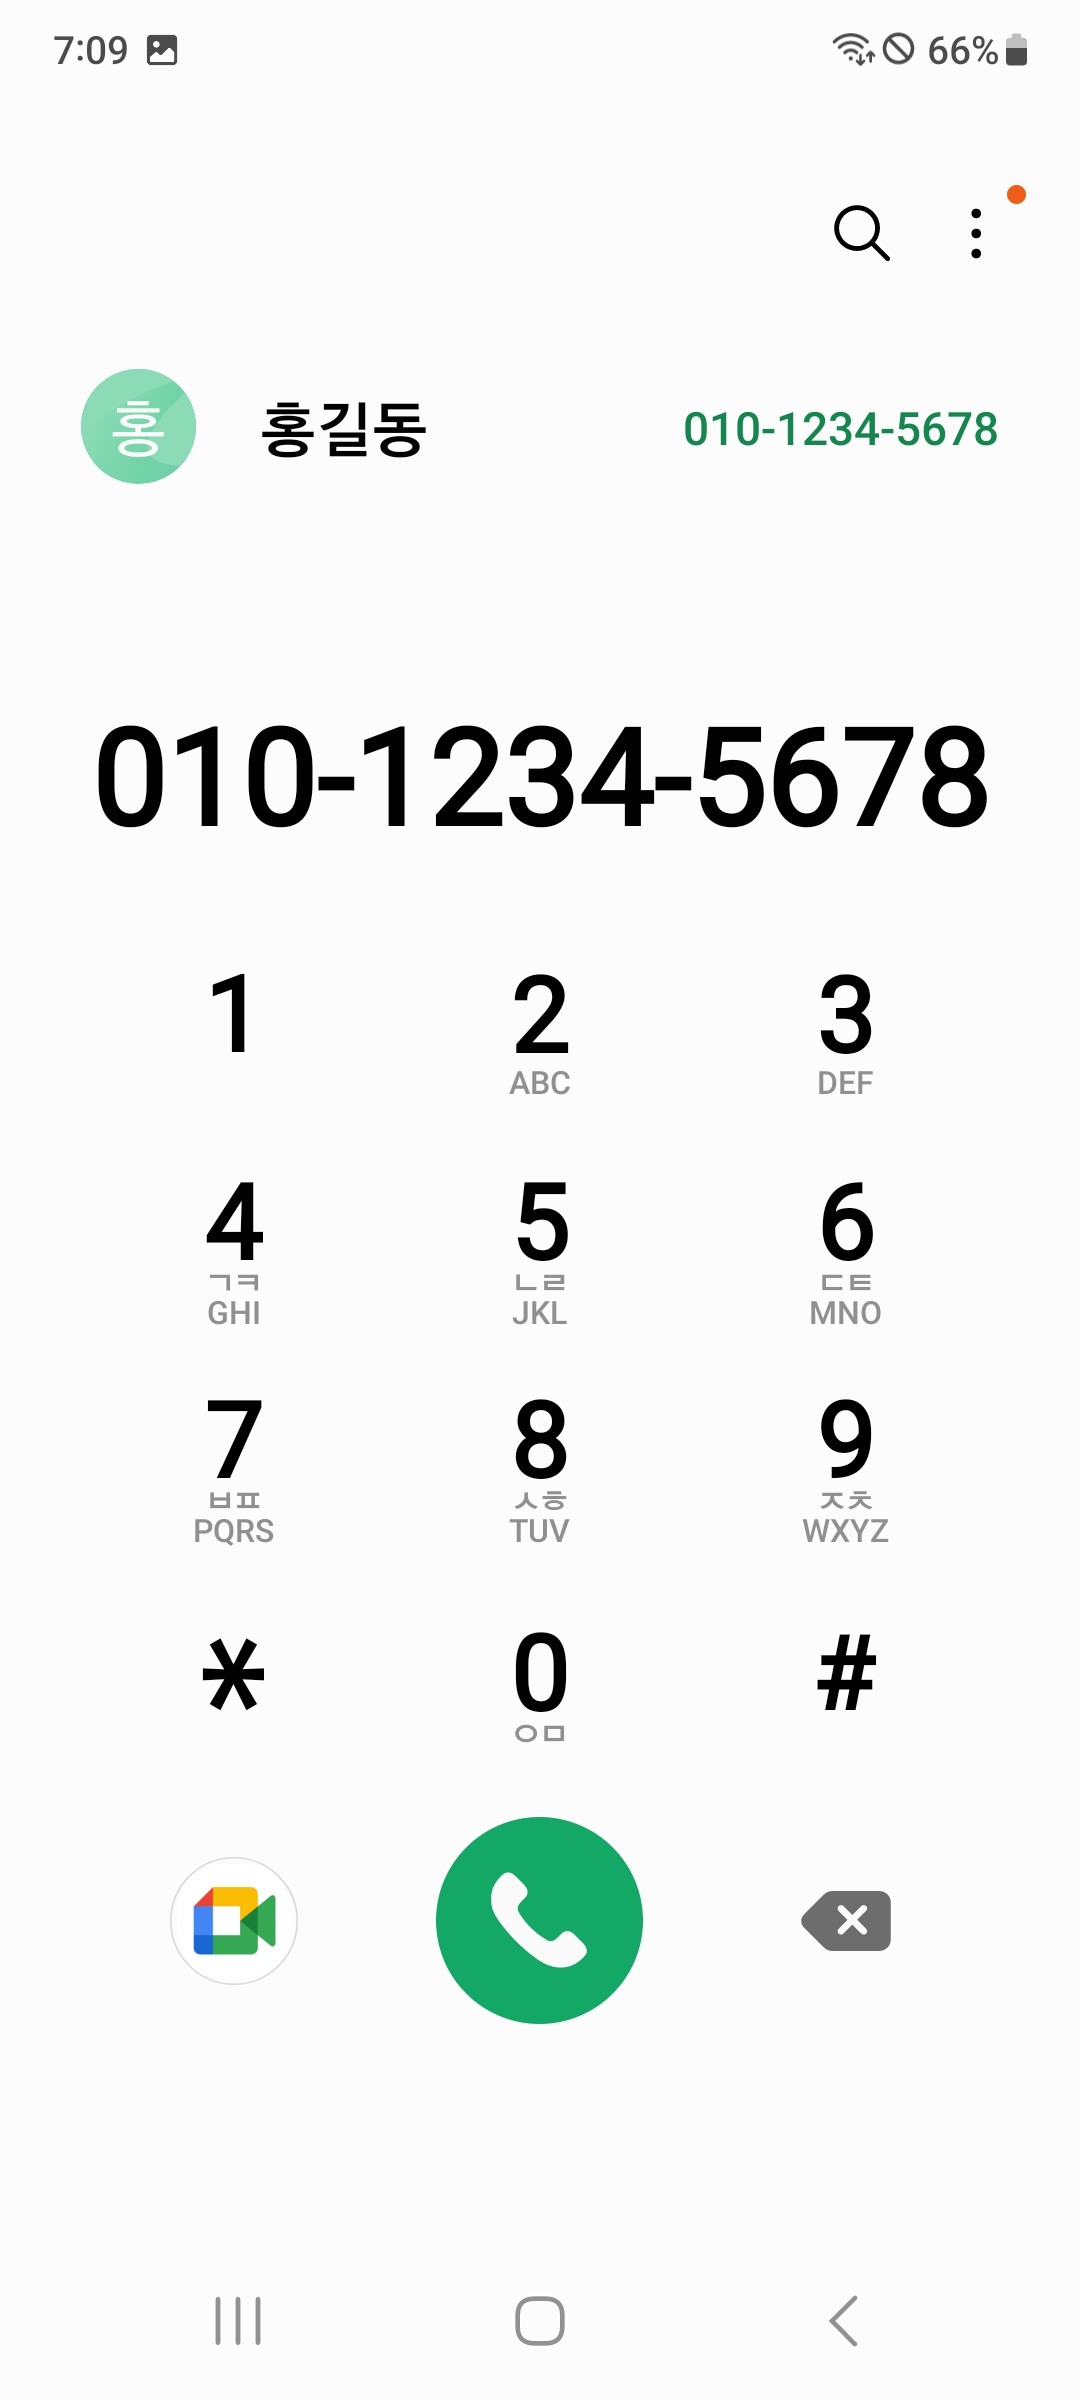 7:09 66%
홍 홍길동 010-1234-5678
010-1234-5678
1 2 3
ABC DEF
4 5 6
ㄱㅋ ㄴㄹ ㄷㅌ
GHI JKL MNO
7 8 9
ㅂㅍ ㅅㅎ ㅈㅊ
PQRS TUV WXYZ
* 0 #
ㅇㅁ